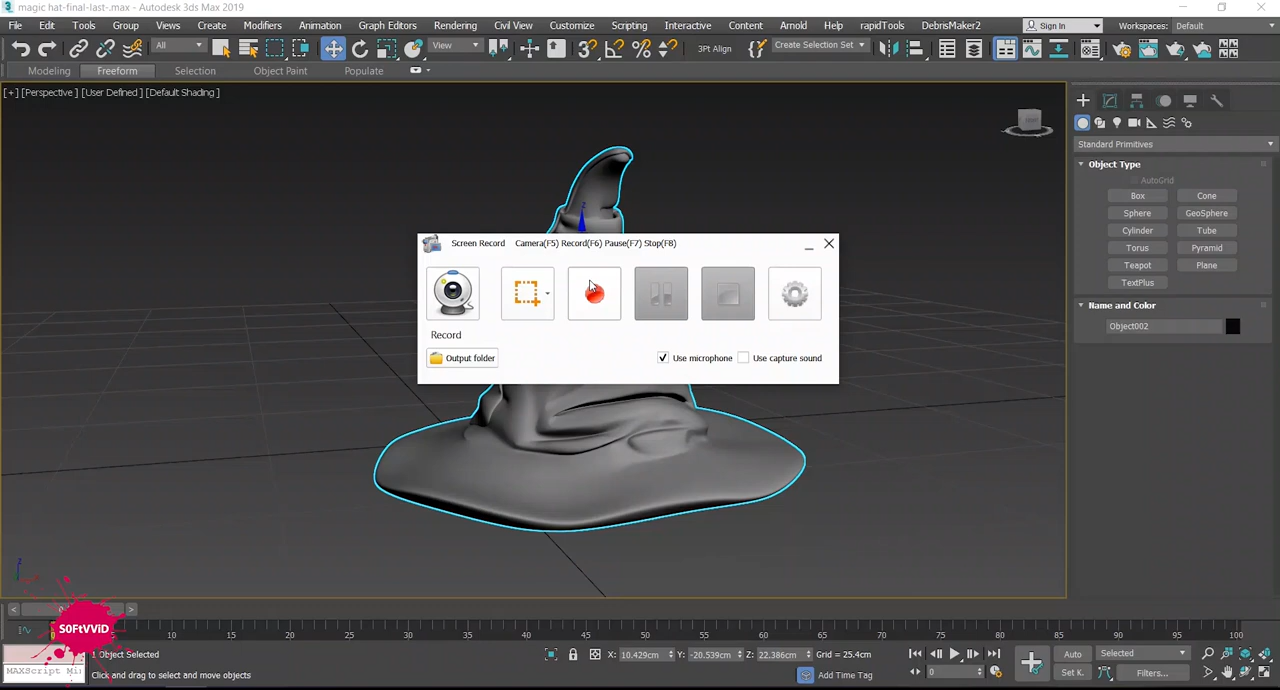 magic hat-final-last-.max - Autodesk 3ds Max 2019
File Edit Tools Group Views Create Modifiers Animation Graph Editors Rendering Civil View Customize Scripting Interactive Content Arnold Help rapidTools DebrisMaker2 Sign In Workspaces: Default
All View 3Pt Align Create Selection Set
Modeling Freeform Selection Object Paint Populate
[+] [Perspective ] [User Defined ] [Default Shading ]
Standard Primitives
Object Type
AutoGrid
Box Cone
Sphere GeoSphere
Cylinder Tube
Torus Pyramid
Teapot Plane
TextPlus
Name and Color
Object002
Screen Record Camera(F5) Record(F6) Pause(F7) Stop(F8)
Record
Output folder Use microphone Use capture sound
SOFtVViD
10 15 20 25 30 35 40 45 50 55 60 65 70 75 80 85 90 95 100
1 Object Selected X: 10.429cm Y: -20.539cm Z: 22.386cm Grid = 25.4cm Auto Selected
MAXScript Mi Click and drag to select and move objects Add Time Tag 0 Set K. Filters...